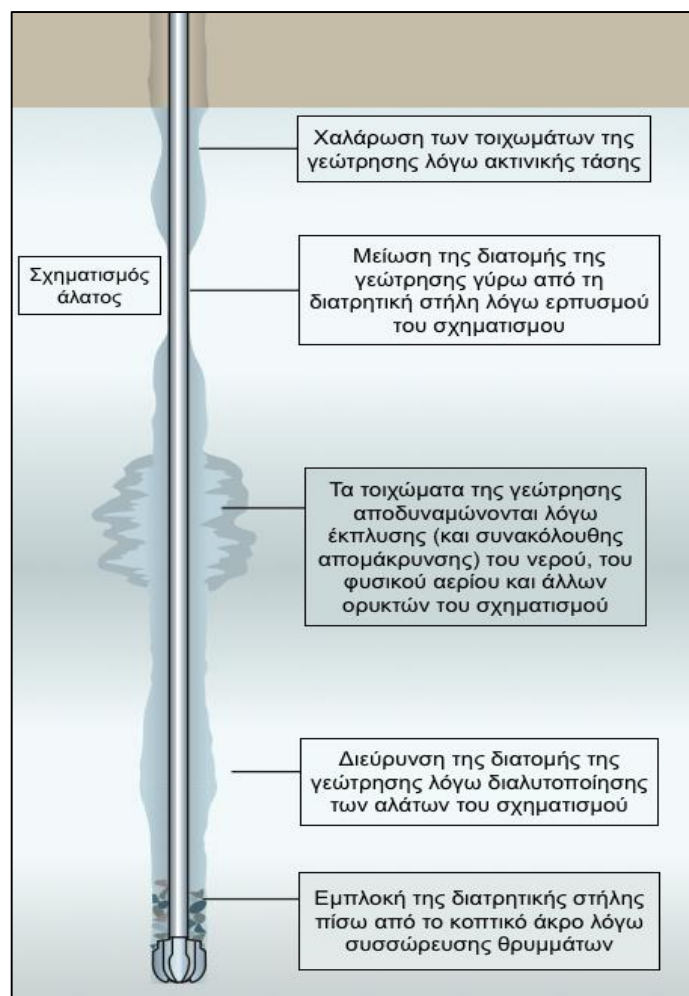 Χαλάρωση των τοιχωμάτων της
γεώτρησης λόγω ακτινικής τάσης
Σχηματισμός
άλατος
Μείωση της διατομής της
γεώτρησης γύρω από τη
διατρητική στήλη λόγω ερπυσμού
του σχηματισμου
Τα τοιχώματα της γεώτρησης
αποδυναμώνονται λόγω
έκπλυσης (και συνακόλουθης
απομάκρυνσης) του νερού, του
φυσικού αερίου και άλλων
ορυκτών του σχηματισμού
Διεύρυνση της διατομής της
γεώτρησης λόγω διαλυτοποίησης
των αλάτων του σχηματισμού
Εμπλοκή της διατρητικής στήλης
πίσω από το κοπτικό άκρο λόγω
συσσώρευσης θρυμμάτων